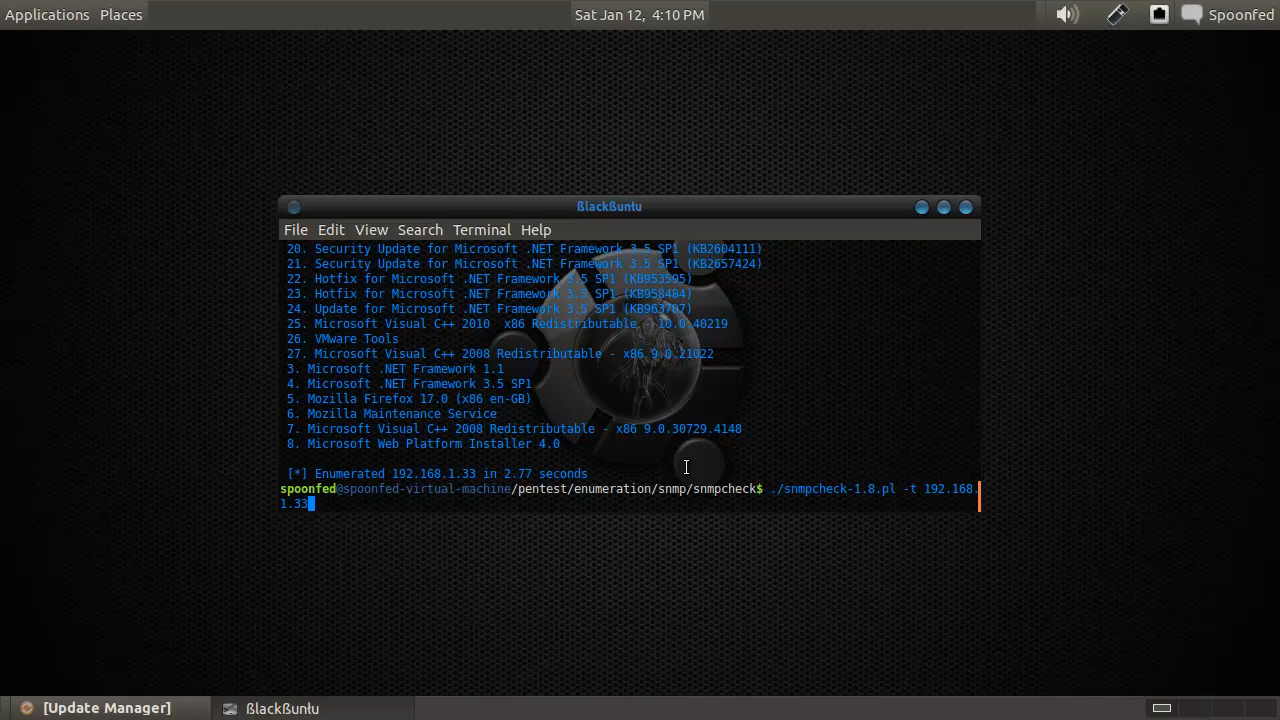 Applications Places Sat Jan 12, 4:10 PM Spoonfed
ßlackßunłu
File Edit View Search Terminal Help
20. Security Update for Microsoft .NET Framework 3.5 SP1 (KB2604111)
21. Security Update for Microsoft .NET Framework 3.5 SP1 (KB2657424)
22. Hotfix for Microsoft .NET Framework 3.5 SP1 (KB953595)
23. Hotfix for Microsoft .NET Framework 3.5 SP1 (KB958484)
24. Update for Microsoft .NET Framework 3.5 SP1 (KB963707)
25. Microsoft Visual C++ 2010  x86 Redistributable - 10.0.40219
26. VMware Tools
27. Microsoft Visual C++ 2008 Redistributable - x86 9.0.21022
3. Microsoft .NET Framework 1.1
4. Microsoft .NET Framework 3.5 SP1
5. Mozilla Firefox 17.0 (x86 en-GB)
6. Mozilla Maintenance Service
7. Microsoft Visual C++ 2008 Redistributable - x86 9.0.30729.4148
8. Microsoft Web Platform Installer 4.0
[*] Enumerated 192.168.1.33 in 2.77 seconds
spoonfed@spoonfed-virtual-machine/pentest/enumeration/snmp/snmpcheck$ ./snmpcheck-1.8.pl -t 192.168.
1.33
[Update Manager] ßlackßunłu